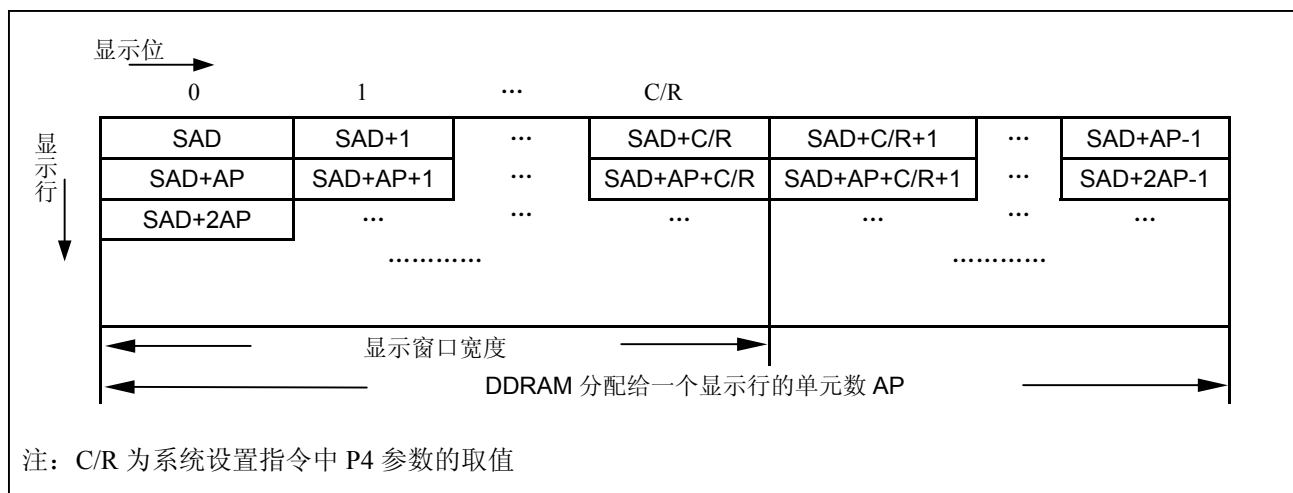 显示位
0 1 … C/R
显示行
SAD SAD+1 … SAD+C/R SAD+C/R+1 … SAD+AP-1
SAD+AP SAD+AP+1 … SAD+AP+C/R SAD+AP+C/R+1 … SAD+2AP-1
SAD+2AP … … … … … …
………… …………
显示窗口宽度
DDRAM 分配给一个显示行的单元数 AP
注：C/R 为系统设置指令中 P4 参数的取值